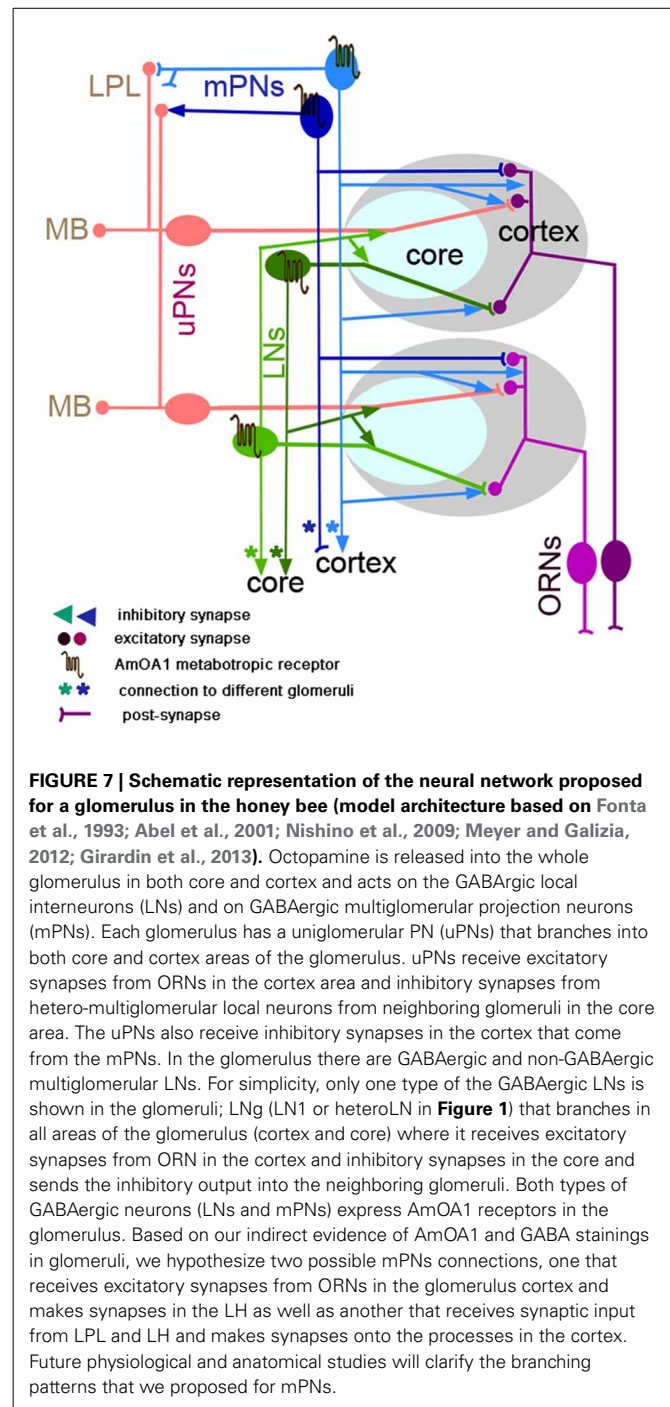 LPL
mPNs
MB
uPNs
LNs
core
cortex
MB
ORNs
core
cortex
inhibitory synapse
excitatory synapse
AmOA1 metabotropic receptor
connection to different glomeruli
post-synapse
FIGURE 7 | Schematic representation of the neural network proposed
for a glomerulus in the honey bee (model architecture based on Fonta
et al., 1993; Abel et al., 2001; Nishino et al., 2009; Meyer and Galizia,
2012; Girardin et al., 2013). Octopamine is released into the whole
glomerulus in both core and cortex and acts on the GABArgic local
interneurons (LNs) and on GABAergic multiglomerular projection neurons
(mPNs). Each glomerulus has a uniglomerular PN (uPNs) that branches into
both core and cortex areas of the glomerulus. uPNs receive excitatory
synapses from ORNs in the cortex area and inhibitory synapses from
hetero-multiglomerular local neurons from neighboring glomeruli in the core
area. The uPNs also receive inhibitory synapses in the cortex that come
from the mPNs. In the glomerulus there are GABAergic and non-GABAergic
multiglomerular LNs. For simplicity, only one type of the GABAergic LNs is
shown in the glomeruli; LNg (LN1 or heteroLN in Figure 1) that branches in
all areas of the glomerulus (cortex and core) where it receives excitatory
synapses from ORN in the cortex and inhibitory synapses in the core and
sends the inhibitory output into the neighboring glomeruli. Both types of
GABAergic neurons (LNs and mPNs) express AmOA1 receptors in the
glomerulus. Based on our indirect evidence of AmOA1 and GABA stainings
in glomeruli, we hypothesize two possible mPNs connections, one that
receives excitatory synapses from ORNs in the glomerulus cortex and
makes synapses in the LH as well as another that receives synaptic input
from LPL and LH and makes synapses onto the processes in the cortex.
Future physiological and anatomical studies will clarify the branching
patterns that we proposed for mPNs.